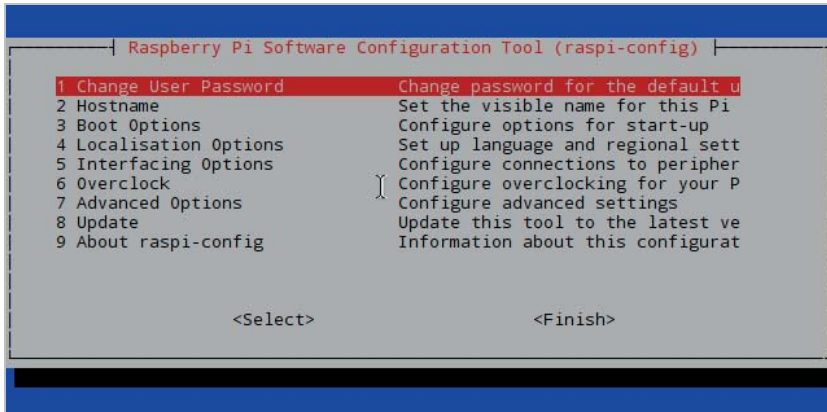 Raspberry Pi Software Configuration Tool (raspi-config)
1 Change User Password Change password for the default u
2 Hostname Set the visible name for this Pi
3 Boot Options Configure options for start-up
4 Localisation Options Set up language and regional sett
5 Interfacing Options Configure connections to peripher
6 Overclock Configure overclocking for your P
7 Advanced Options Configure advanced settings
8 Update Update this tool to the latest ve
9 About raspi-config Information about this configurat
<Select> <Finish>